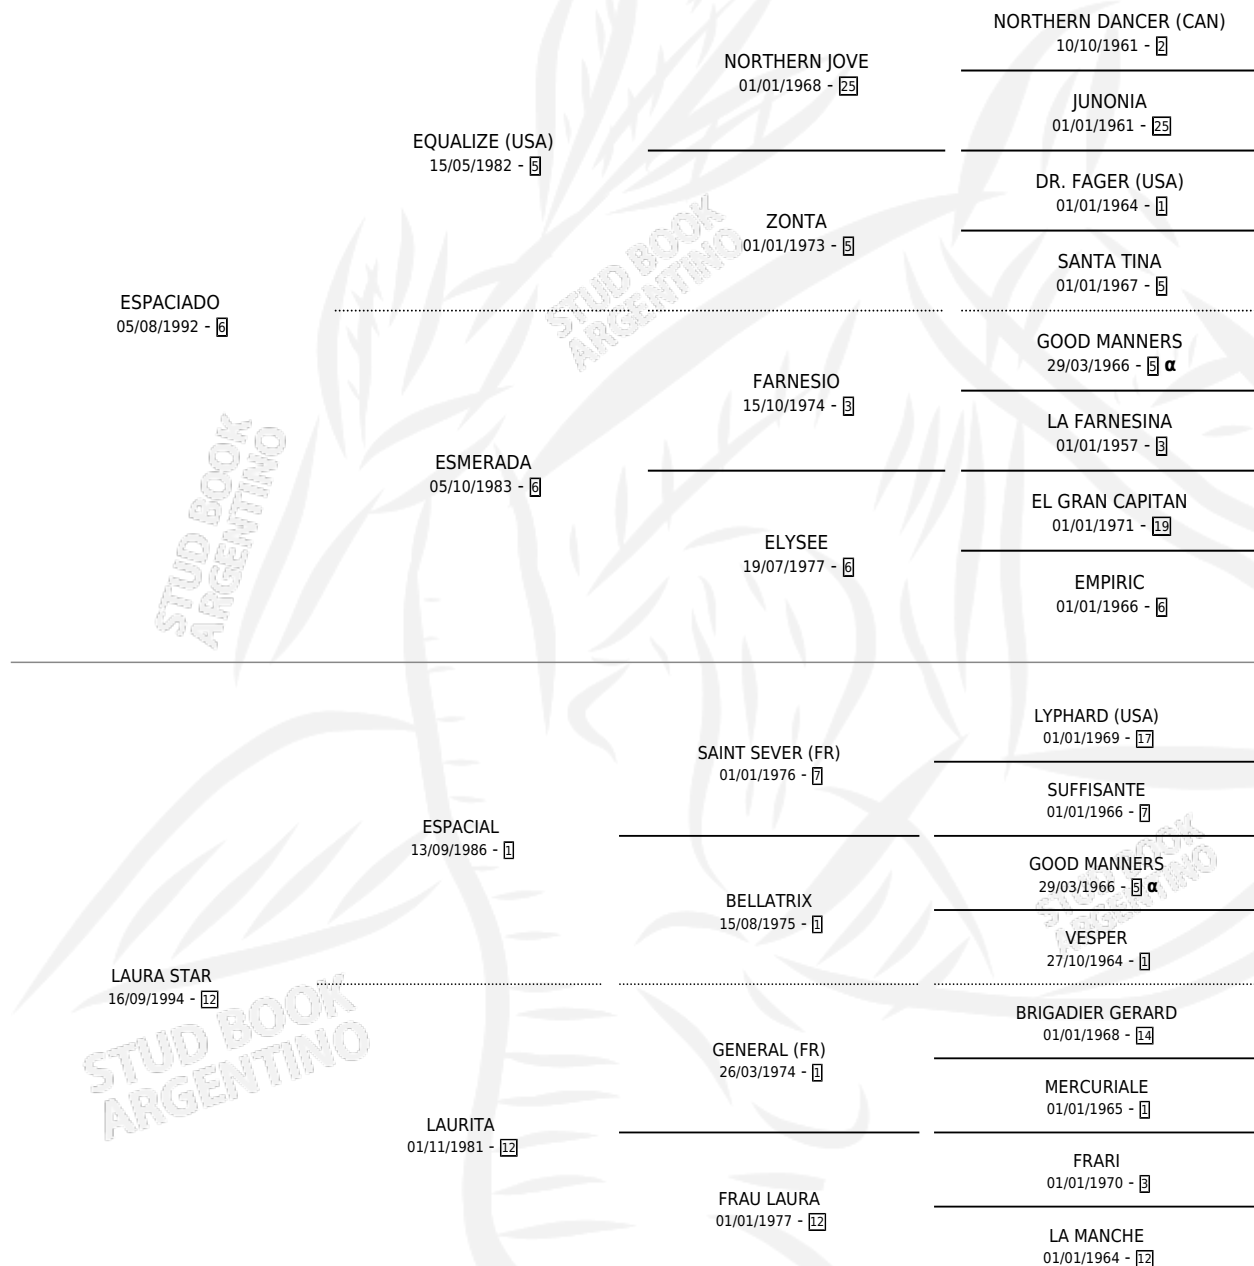 NORTHERN DANCER (CAN)
10/10/1961 - 2
NORTHERN JOVE
01/01/1968 - 25
JUNONIA
01/01/1961 - 25
EQUALIZE (USA)
15/05/1982 - 5
DR. FAGER (USA)
01/01/1964 - 1
ZONTA
01/01/1973 - 5
SANTA TINA
01/01/1967 - 5
STUD BOOK
ARGENTINO
ESPACIADO
05/08/1992 - 6
GOOD MANNERS
29/03/1966 - 5 α
FARNESIO
15/10/1974 - 3
LA FARNESINA
01/01/1957 - 3
ESMERADA
05/10/1983 - 6
EL GRAN CAPITAN
01/01/1971 - 19
ELYSEE
19/07/1977 - 6
EMPIRIC
01/01/1966 - 6
STUD BOOK
ARGENTINO
LYPHARD (USA)
01/01/1969 - 17
SAINT SEVER (FR)
01/01/1976 - 7
SUFFISANTE
01/01/1966 - 7
ESPACIAL
13/09/1986 - 1
GOOD MANNERS
29/03/1966 - 5 α
STUD BOOK
ARGENTINO
BELLATRIX
15/08/1975 - 1
VESPER
27/10/1964 - 1
LAURA STAR
16/09/1994 - 12
BRIGADIER GERARD
01/01/1968 - 14
GENERAL (FR)
26/03/1974 - 1
MERCURIALE
01/01/1965 - 1
STUD BOOK
ARGENTINO
LAURITA
01/11/1981 - 12
FRARI
01/01/1970 - 3
FRAU LAURA
01/01/1977 - 12
LA MANCHE
01/01/1964 - 12